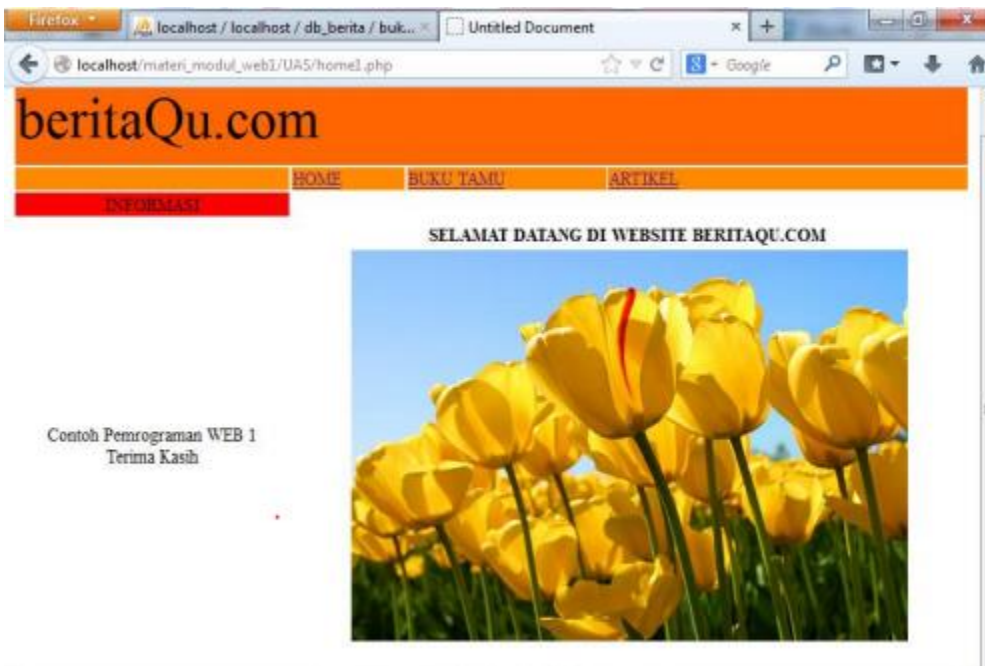 Firefox
localhost / localhost / db_berita / buk...
Untitled Document
localhost/materi_modul_web1/UAS/home1.php
Google
beritaQu.com
HOME BUKU TAMU ARTIKEL
INFORMASI
SELAMAT DATANG DI WEBSITE BERITAQU.COM
Contoh Pemrograman WEB 1
Terima Kasih